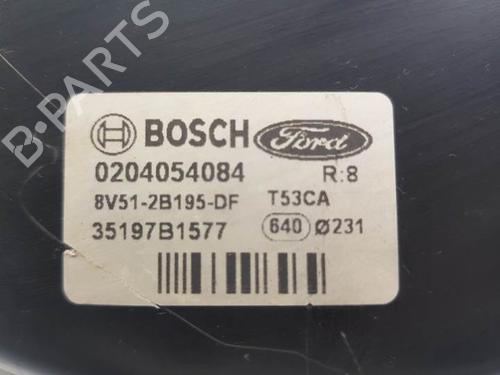 BOSCH Ford
0204054084 R:8
8V51-2B195-DF T53CA
35197B1577 640 Ø231
B-PARTS